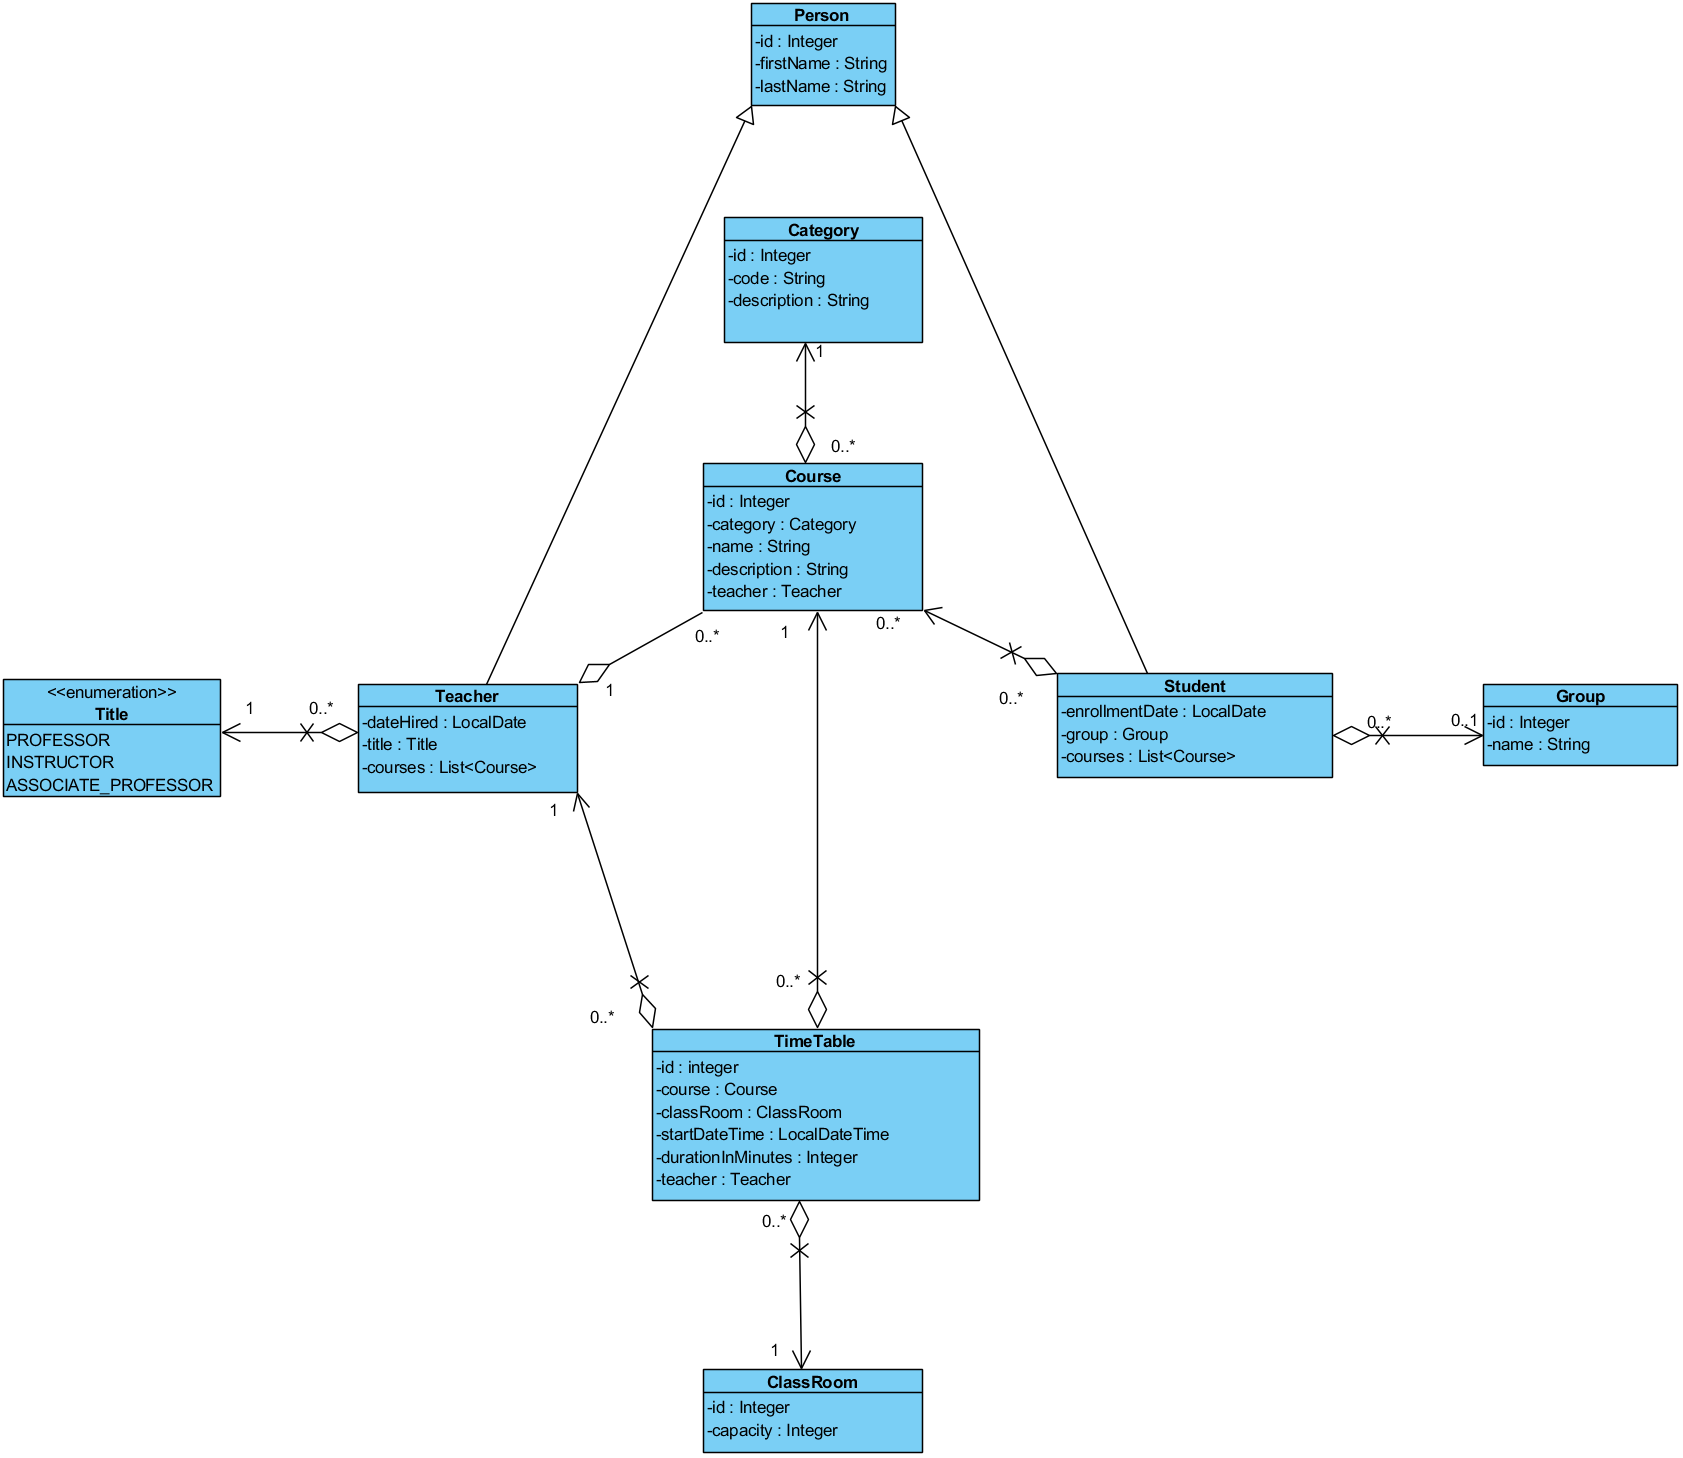 Person
-id : Integer
-firstName : String
-lastName : String
Category
-id : Integer
-code : String
-description : String
1
0..*
Course
-id : Integer
-category : Category
-name : String
-description : String
-teacher : Teacher
0..*
1
0..*
1
0..*
<<enumeration>>
Title
PROFESSOR
INSTRUCTOR
ASSOCIATE_PROFESSOR
1
0..*
Teacher
-dateHired : LocalDate
-title : Title
-courses : List<Course>
Student
-enrollmentDate : LocalDate
-group : Group
-courses : List<Course>
0..*
0..1
Group
-id : Integer
-name : String
1
0..*
0..*
TimeTable
-id : integer
-course : Course
-classRoom : ClassRoom
-startDateTime : LocalDateTime
-durationInMinutes : Integer
-teacher : Teacher
0..*
1
ClassRoom
-id : Integer
-capacity : Integer